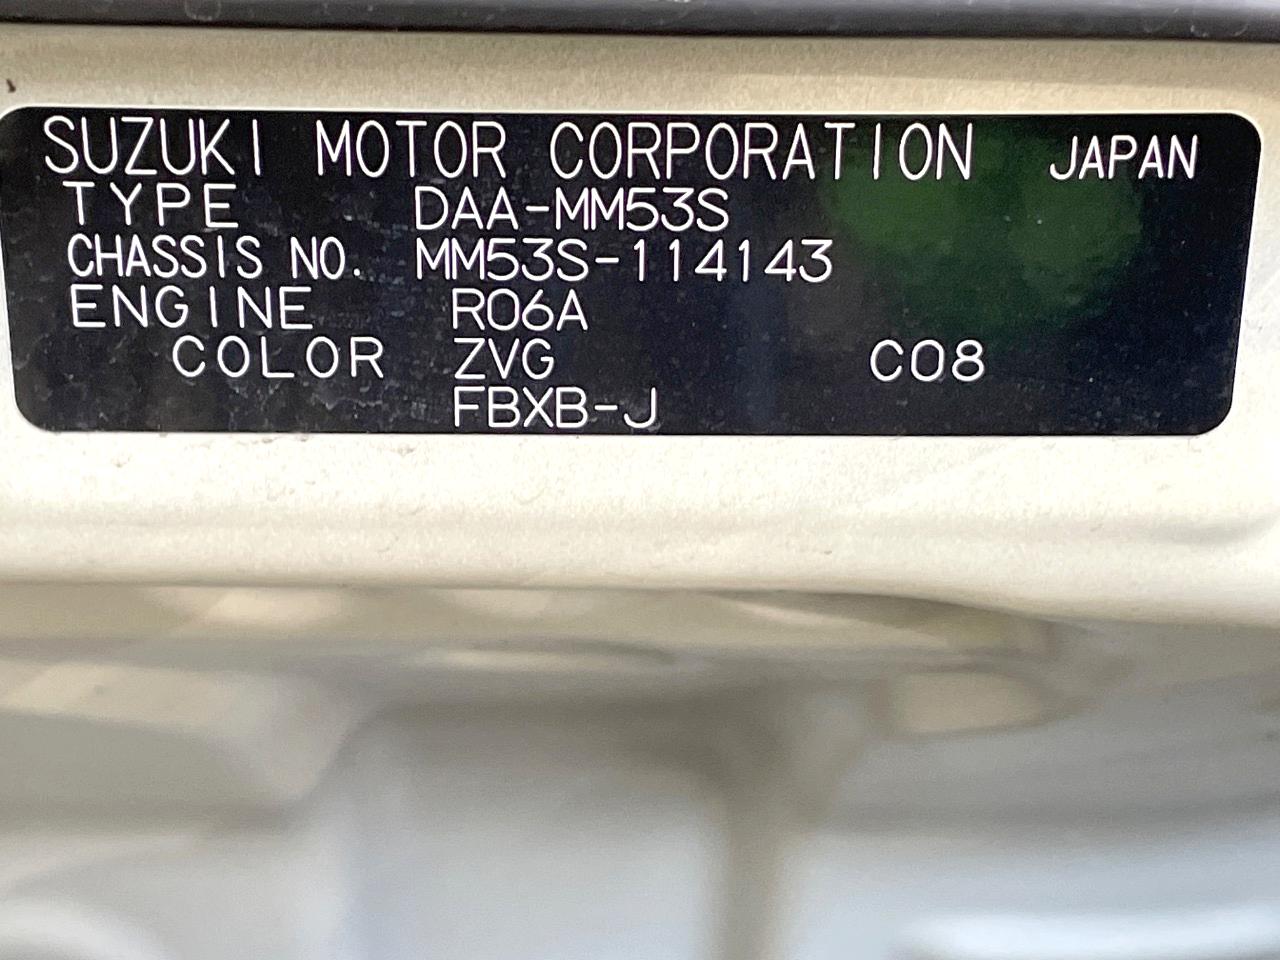 SUZUKI MOTOR CORPORATION JAPAN
TYPE DAA-MM53S
CHASSIS NO. MM53S-114143
ENGINE R06A
COLOR ZVG C08
FBXB-J